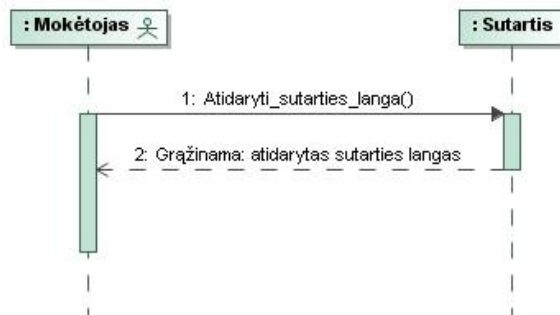 : Mokėtojas
: Sutartis
1: Atidaryti_sutarties_langa()
2: Grąžinama: atidarytas sutarties langas